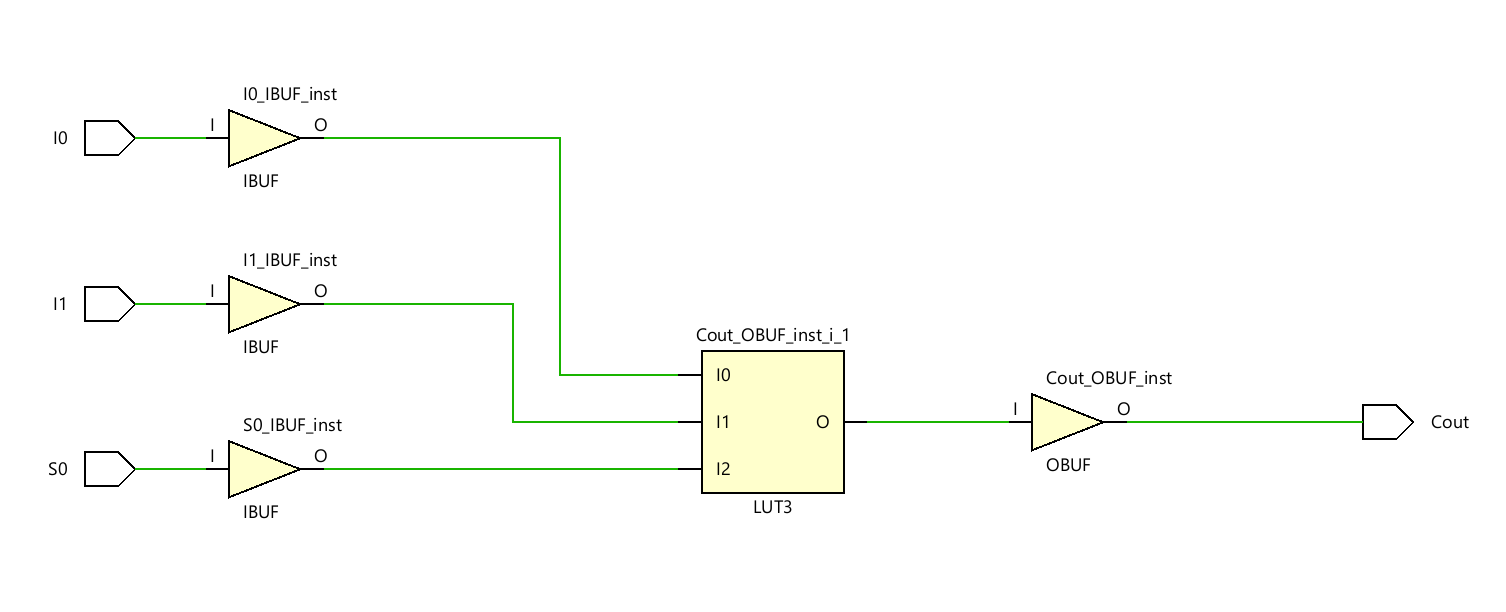 I0_IBUF_inst
I0
I
O
IBUF
I1_IBUF_inst
I1
I
O
IBUF
S0_IBUF_inst
S0
I
O
IBUF
Cout_OBUF_inst_i_1
I0
I1
O
I2
LUT3
Cout_OBUF_inst
I
O
OBUF
Cout